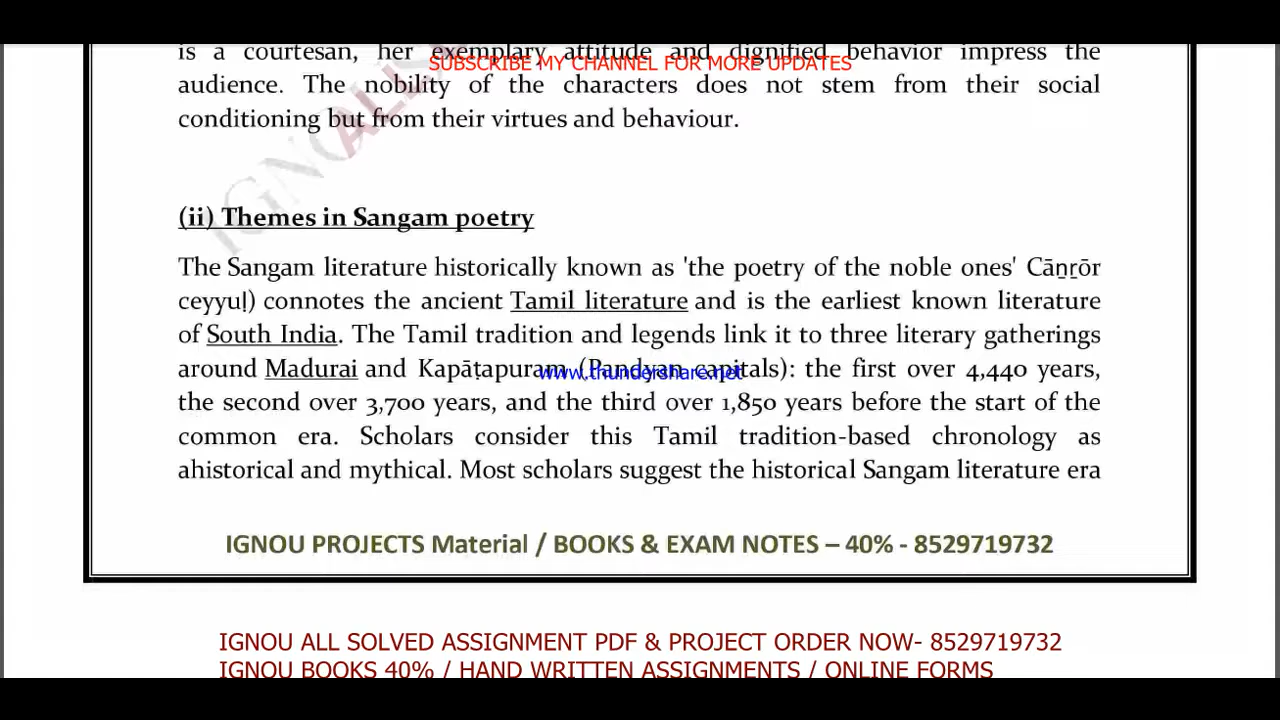 is a courtesan, her exemplary attitude and dignified behavior impress the
SUBSCRIBE MY CHANNEL FOR MORE UPDATES
audience. The nobility of the characters does not stem from their social
conditioning but from their virtues and behaviour.
(ii) Themes in Sangam poetry
The Sangam literature historically known as 'the poetry of the noble ones' Cāṉṟōr
ceyyuḷ) connotes the ancient Tamil literature and is the earliest known literature
of South India. The Tamil tradition and legends link it to three literary gatherings
around Madurai and Kapāṭapuram (Pandyan capitals): the first over 4,440 years,
www.thundershare.net
the second over 3,700 years, and the third over 1,850 years before the start of the
common era. Scholars consider this Tamil tradition-based chronology as
ahistorical and mythical. Most scholars suggest the historical Sangam literature era
IGNOU PROJECTS Material / BOOKS & EXAM NOTES – 40% - 8529719732
IGNOU ALL SOLVED ASSIGNMENT PDF & PROJECT ORDER NOW- 8529719732
IGNOU BOOKS 40% / HAND WRITTEN ASSIGNMENTS / ONLINE FORMS